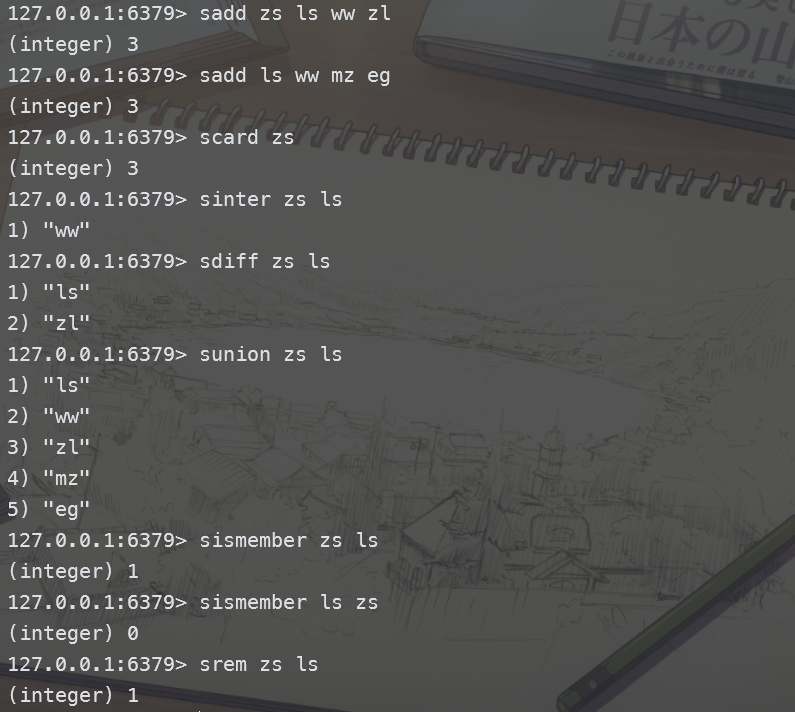 127.0.0.1:6379> sadd zs ls ww zl
(integer) 3
127.0.0.1:6379> sadd ls ww mz eg
(integer) 3
127.0.0.1:6379> scard zs
(integer) 3
127.0.0.1:6379> sinter zs ls
1) "ww"
127.0.0.1:6379> sdiff zs ls
1) "ls"
2) "zl"
127.0.0.1:6379> sunion zs ls
1) "ls"
2) "ww"
3) "zl"
4) "mz"
5) "eg"
127.0.0.1:6379> sismember zs ls
(integer) 1
127.0.0.1:6379> sismember ls zs
(integer) 0
127.0.0.1:6379> srem zs ls
(integer) 1
日本の山